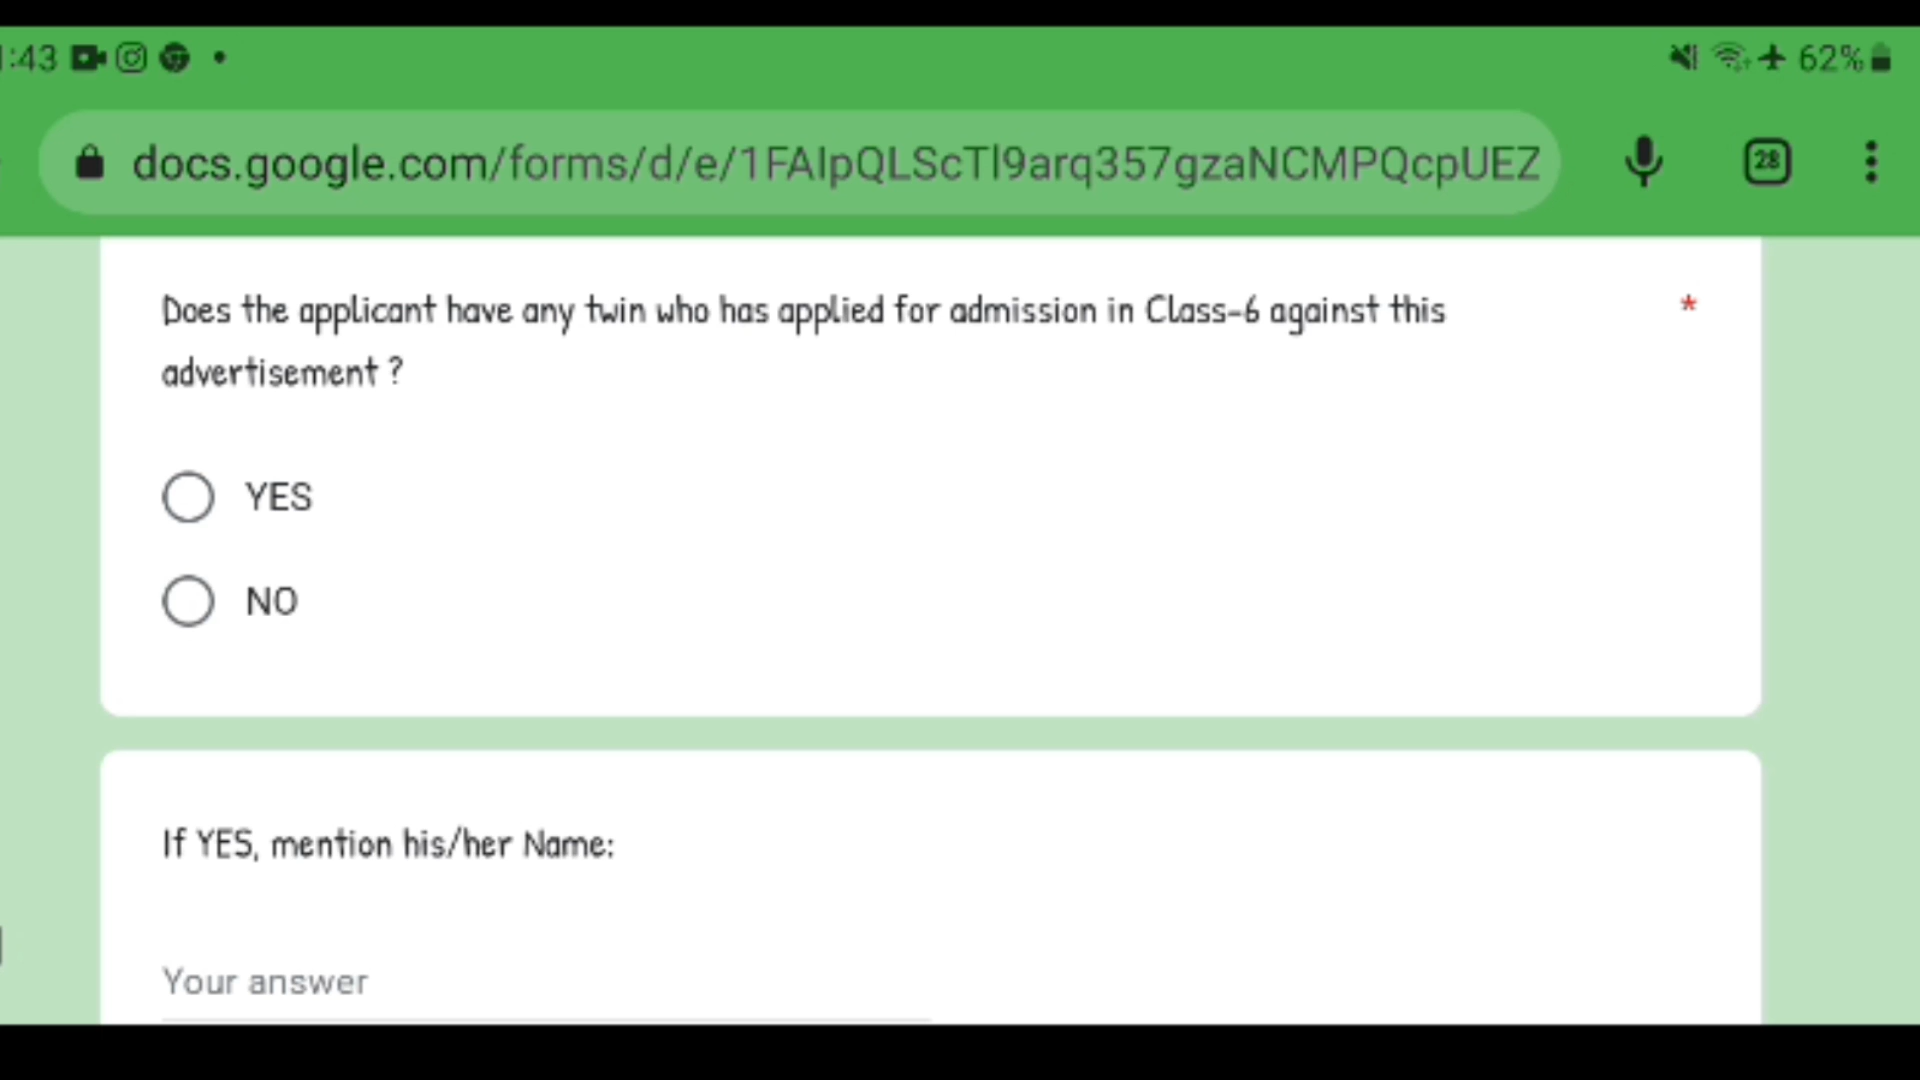 :43 62%
docs.google.com/forms/d/e/1FAIpQLScTl9arq357gzaNCMPQcpUEZ 28
Does the applicant have any twin who has applied for admission in Class-6 against this *
advertisement ?
YES
NO
If YES, mention his/her Name:
Your answer